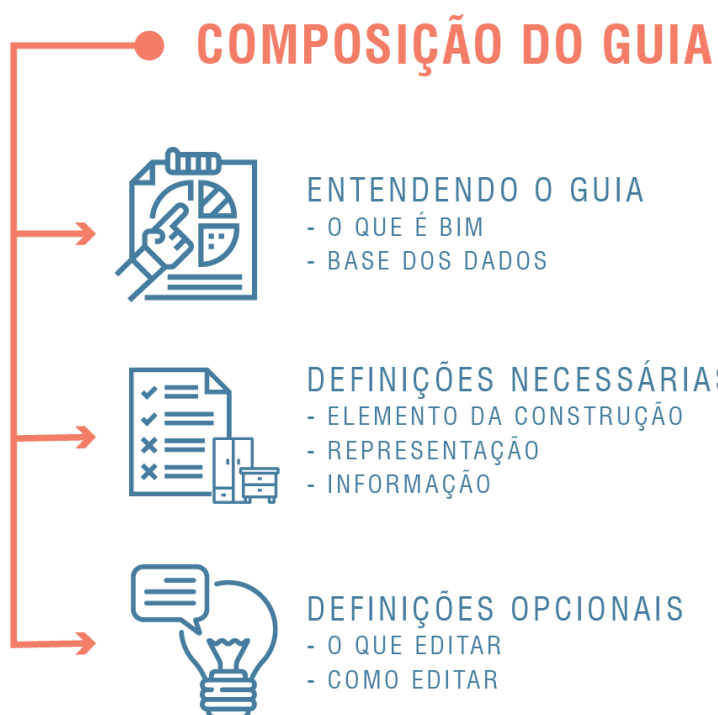 COMPOSIÇÃO DO GUIA
ENTENDENDO O GUIA
- O QUE É BIM
- BASE DOS DADOS
DEFINIÇÕES NECESSÁRIAS
- ELEMENTO DA CONSTRUÇÃO
- REPRESENTAÇÃO
- INFORMAÇÃO
DEFINIÇÕES OPCIONAIS
- O QUE EDITAR
- COMO EDITAR